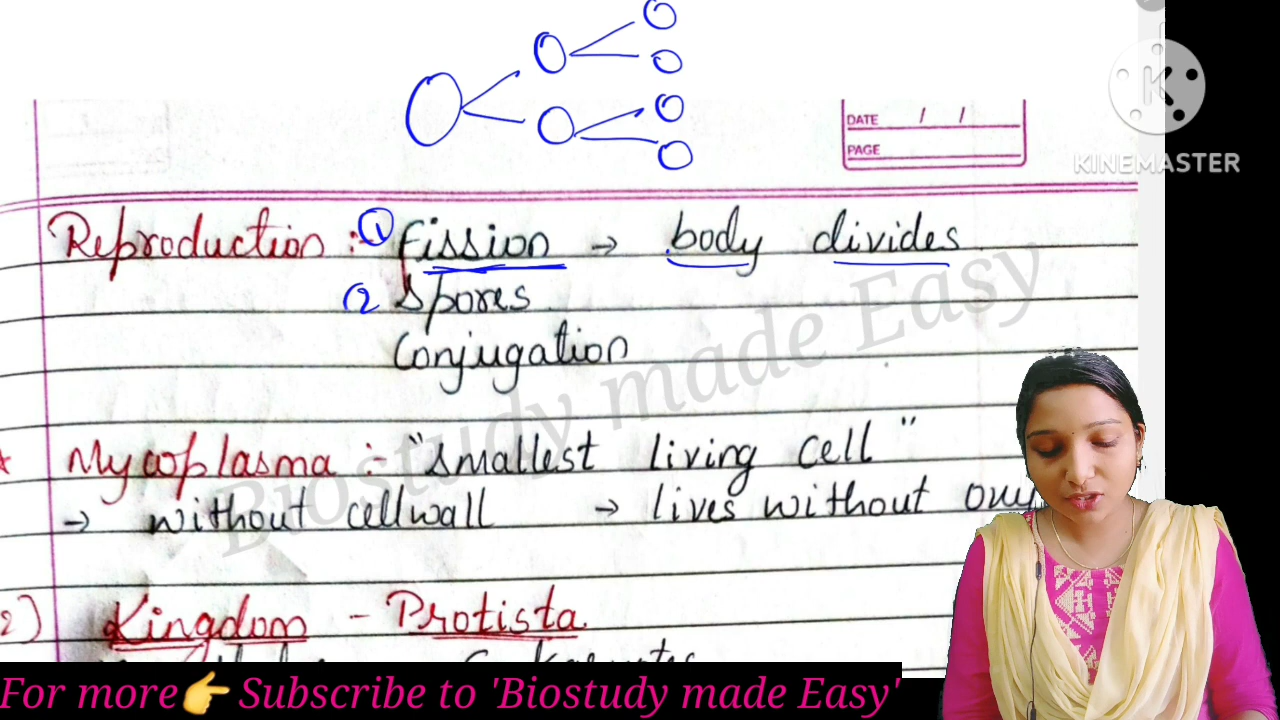 DATE / /
PAGE
KINEMASTER
Reproduction :- ① fission → body divides
② Spores
Conjugation
Mycoplasma :- "Smallest living cell"
→ without cellwall → lives without
2) Kingdom - Protista
For more👉 Subscribe to 'Biostudy made Easy'
Biostudy made Easy